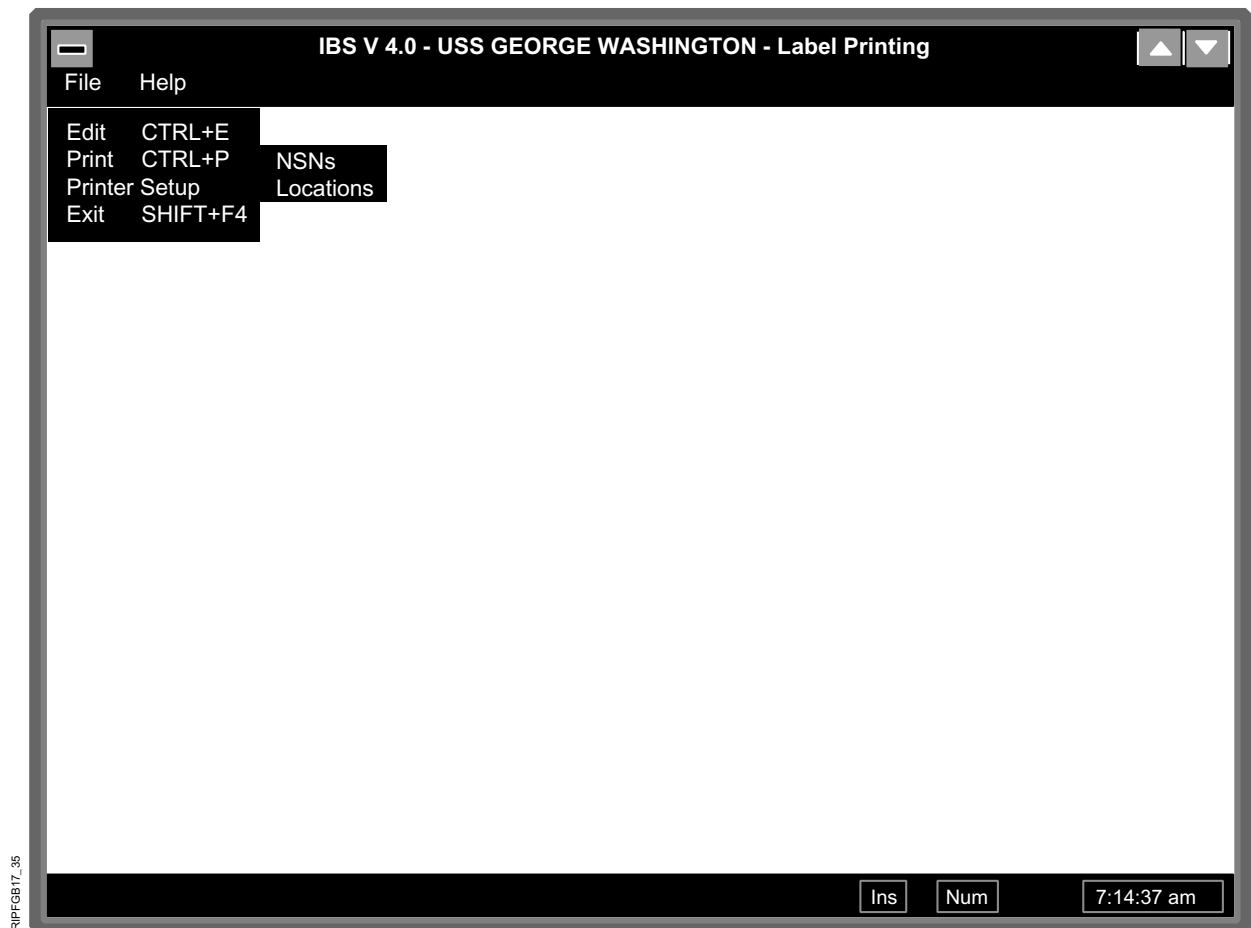 IBS V 4.0 - USS GEORGE WASHINGTON - Label Printing
File Help
Edit CTRL+E
Print CTRL+P
Printer Setup
Exit SHIFT+F4
NSNs
Locations
Ins Num 7:14:37 am
RIPFGB17_35